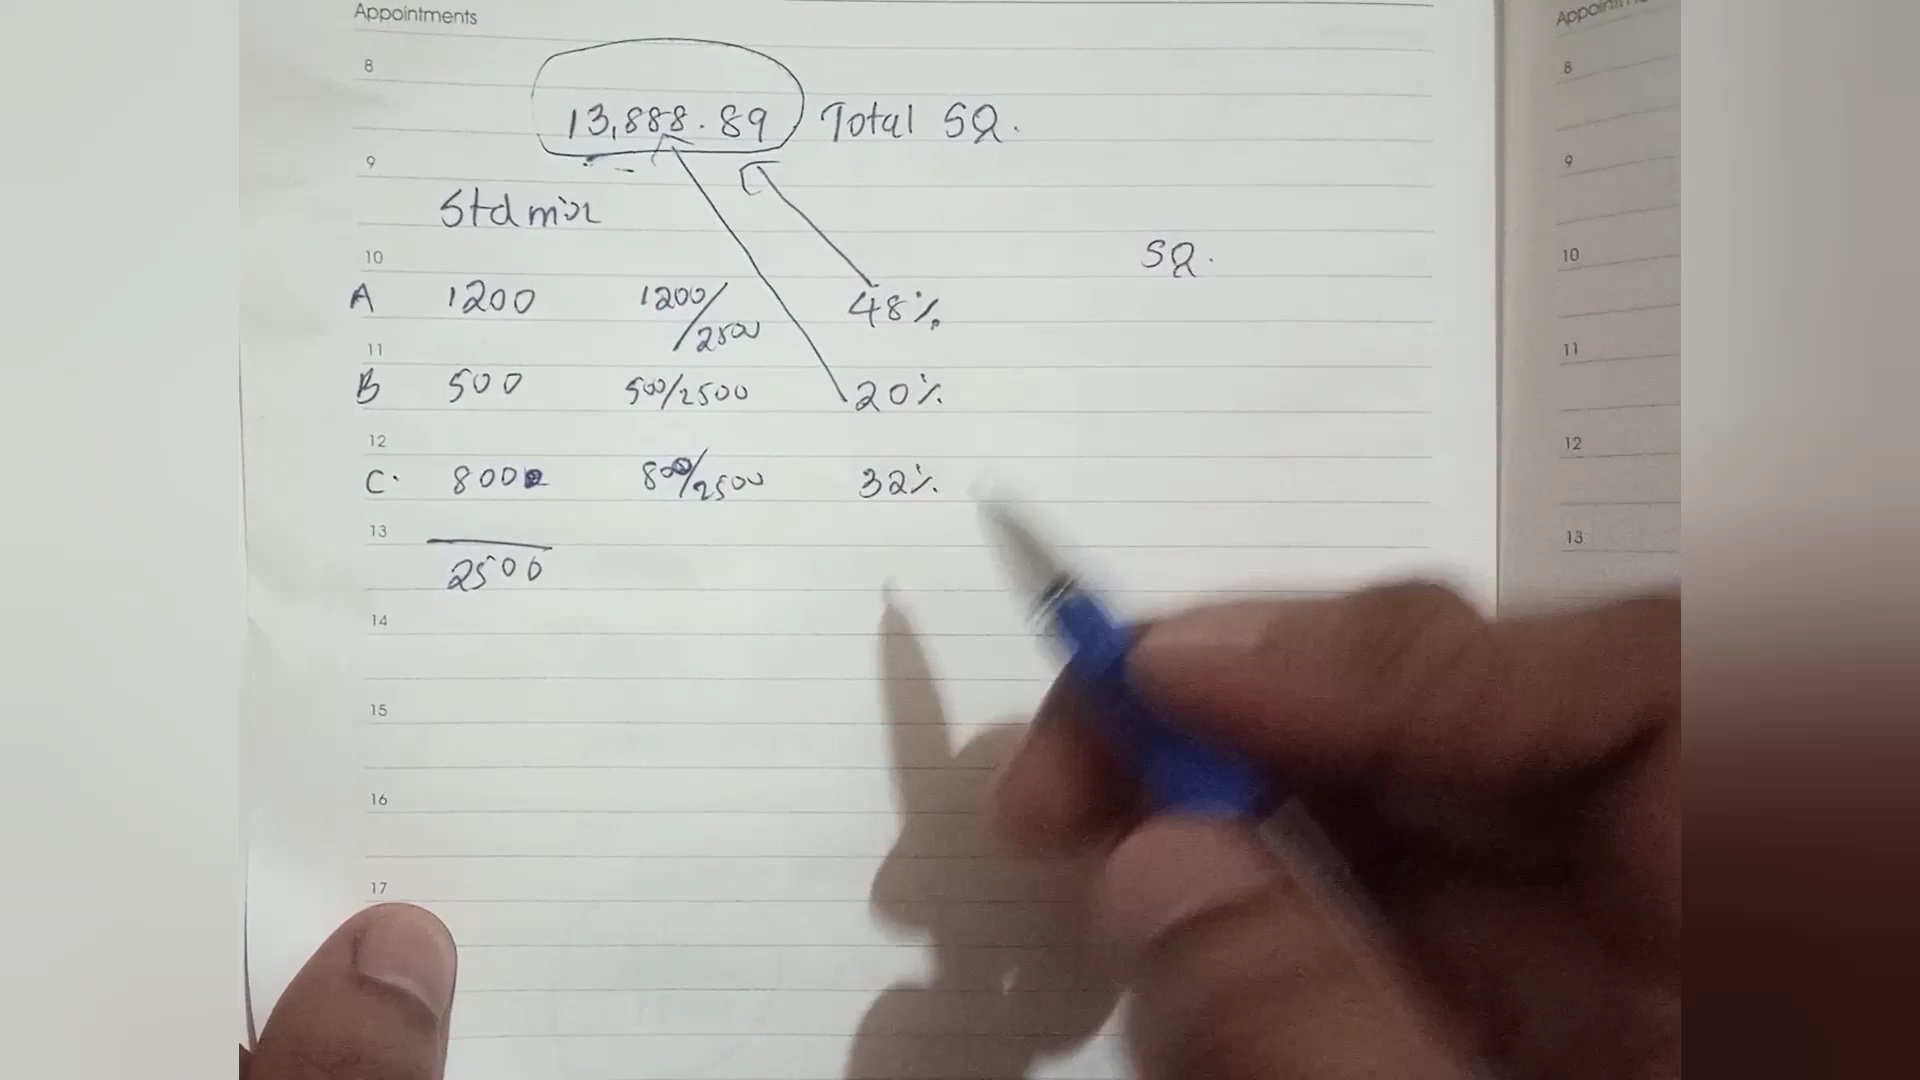 Appointments
Appointm
8
8
13,888.89 Total SQ.
9
9
Std mix
10
SQ.
10
A 1200 1200/2500 48%
11
11
B 500 500/2500 20%
12
12
C. 800 800/2500 32%
13
13
2500
14
15
16
17